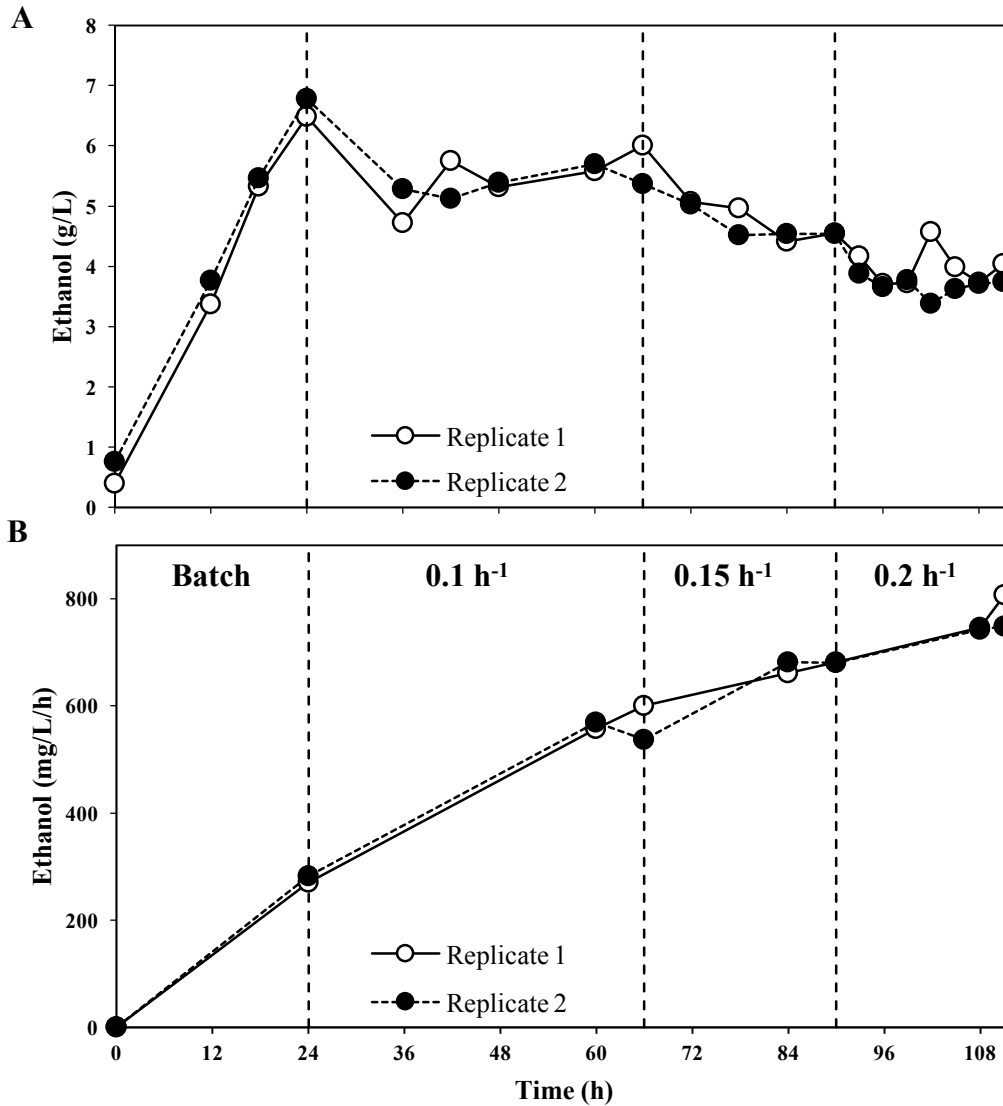 A
8
7
6
5
4
3
2
1
0
Ethanol (g/L)
Replicate 1
Replicate 2
B
Batch
0.1 h-1
0.15 h-1
0.2 h-1
800
600
400
200
0
Ethanol (mg/L/h)
Replicate 1
Replicate 2
0 12 24 36 48 60 72 84 96 108
Time (h)